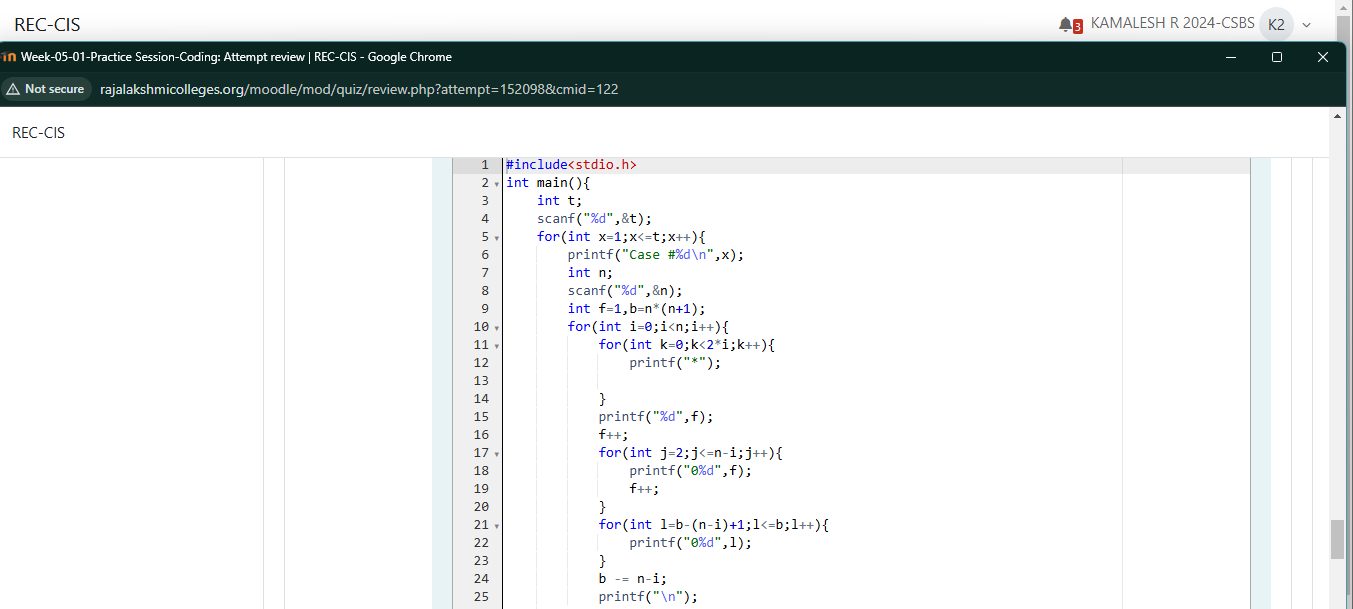 REC-CIS
3 KAMALESH R 2024-CSBS K2
in Week-05-01-Practice Session-Coding: Attempt review | REC-CIS - Google Chrome
Not secure rajalakshmicolleges.org/moodle/mod/quiz/review.php?attempt=152098&cmid=122
REC-CIS
1 #include<stdio.h>
2 int main(){
3 int t;
4 scanf("%d",&t);
5 for(int x=1;x<=t;x++){
6 printf("Case #%d\n",x);
7 int n;
8 scanf("%d",&n);
9 int f=1,b=n*(n+1);
10 for(int i=0;i<n;i++){
11 for(int k=0;k<2*i;k++){
12 printf("*");
13
14 }
15 printf("%d",f);
16 f++;
17 for(int j=2;j<=n-i;j++){
18 printf("0%d",f);
19 f++;
20 }
21 for(int l=b-(n-i)+1;l<=b;l++){
22 printf("0%d",l);
23 }
24 b -= n-i;
25 printf("\n");